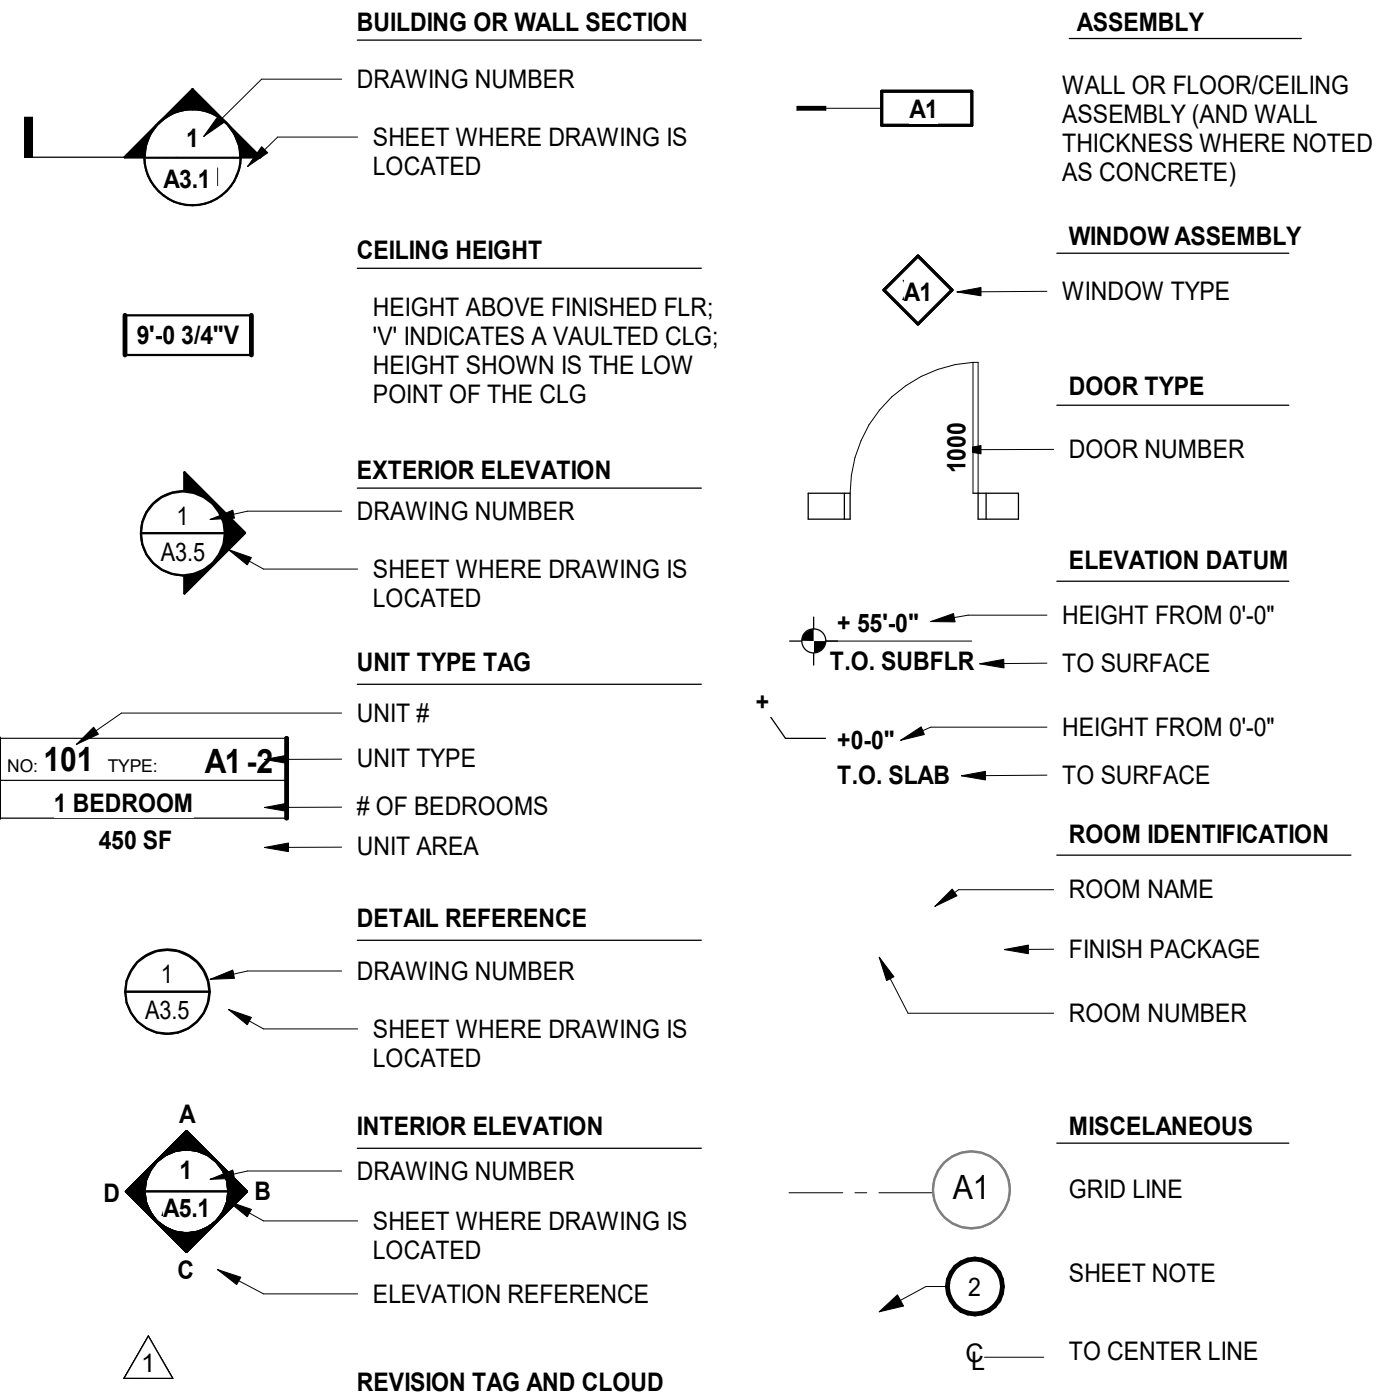 BUILDING OR WALL SECTION
DRAWING NUMBER
1
SHEET WHERE DRAWING IS
LOCATED
A3.1
CEILING HEIGHT
HEIGHT ABOVE FINISHED FLR;
9'-0 3/4"V
'V' INDICATES A VAULTED CLG;
HEIGHT SHOWN IS THE LOW
POINT OF THE CLG
EXTERIOR ELEVATION
1
DRAWING NUMBER
A3.5
SHEET WHERE DRAWING IS
LOCATED
UNIT TYPE TAG
UNIT #
NO: 101 TYPE: A1 -2
UNIT TYPE
1 BEDROOM
# OF BEDROOMS
450 SF
UNIT AREA
DETAIL REFERENCE
1
DRAWING NUMBER
A3.5
SHEET WHERE DRAWING IS
LOCATED
A
INTERIOR ELEVATION
1
DRAWING NUMBER
D
B
A5.1
SHEET WHERE DRAWING IS
LOCATED
C
ELEVATION REFERENCE
1
REVISION TAG AND CLOUD
ASSEMBLY
A1
WALL OR FLOOR/CEILING
ASSEMBLY (AND WALL
THICKNESS WHERE NOTED
AS CONCRETE)
WINDOW ASSEMBLY
A1
WINDOW TYPE
DOOR TYPE
1000
DOOR NUMBER
ELEVATION DATUM
+ 55'-0"
HEIGHT FROM 0'-0"
T.O. SUBFLR
TO SURFACE
+
+0-0"
HEIGHT FROM 0'-0"
T.O. SLAB
TO SURFACE
ROOM IDENTIFICATION
ROOM NAME
FINISH PACKAGE
ROOM NUMBER
MISCELANEOUS
A1
GRID LINE
2
SHEET NOTE
℄
TO CENTER LINE